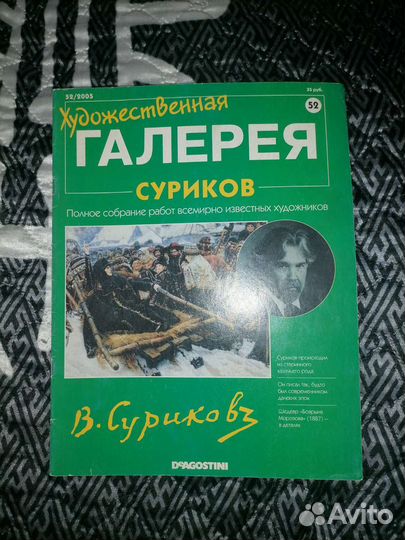 52/2005
35 руб.
Художественная
52
ГАЛЕРЕЯ
СУРИКОВ
Полное собрание работ всемирно известных художников
Суриков происходил
из старинного
казачьего рода
Он писал так, будто
был современником
далеких эпох
Шедевр «Боярыня
Морозова» (1887) –
в деталях
В. Суриковъ
DEAGOSTINI
Avito